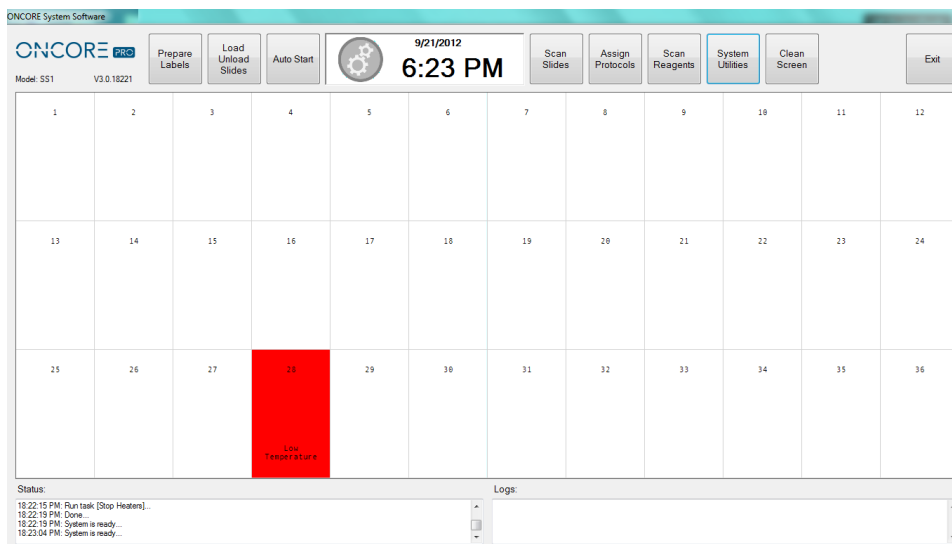 ONCORE System Software
ONCORE PRO
Model: SS1 V3.0.18221
Prepare
Labels
Load
Unload
Slides
Auto Start
9/21/2012
6:23 PM
Scan
Slides
Assign
Protocols
Scan
Reagents
System
Utilities
Clean
Screen
Exit
1 2 3 4 5 6 7 8 9 10 11 12
13 14 15 16 17 18 19 20 21 22 23 24
25 26 27 28 29 30 31 32 33 34 35 36
Low
Temperature
Status:
18:22:15 PM: Run task [Stop Heaters]...
18:22:19 PM: Done...
18:22:19 PM: System is ready...
18:23:04 PM: System is ready...
Logs: